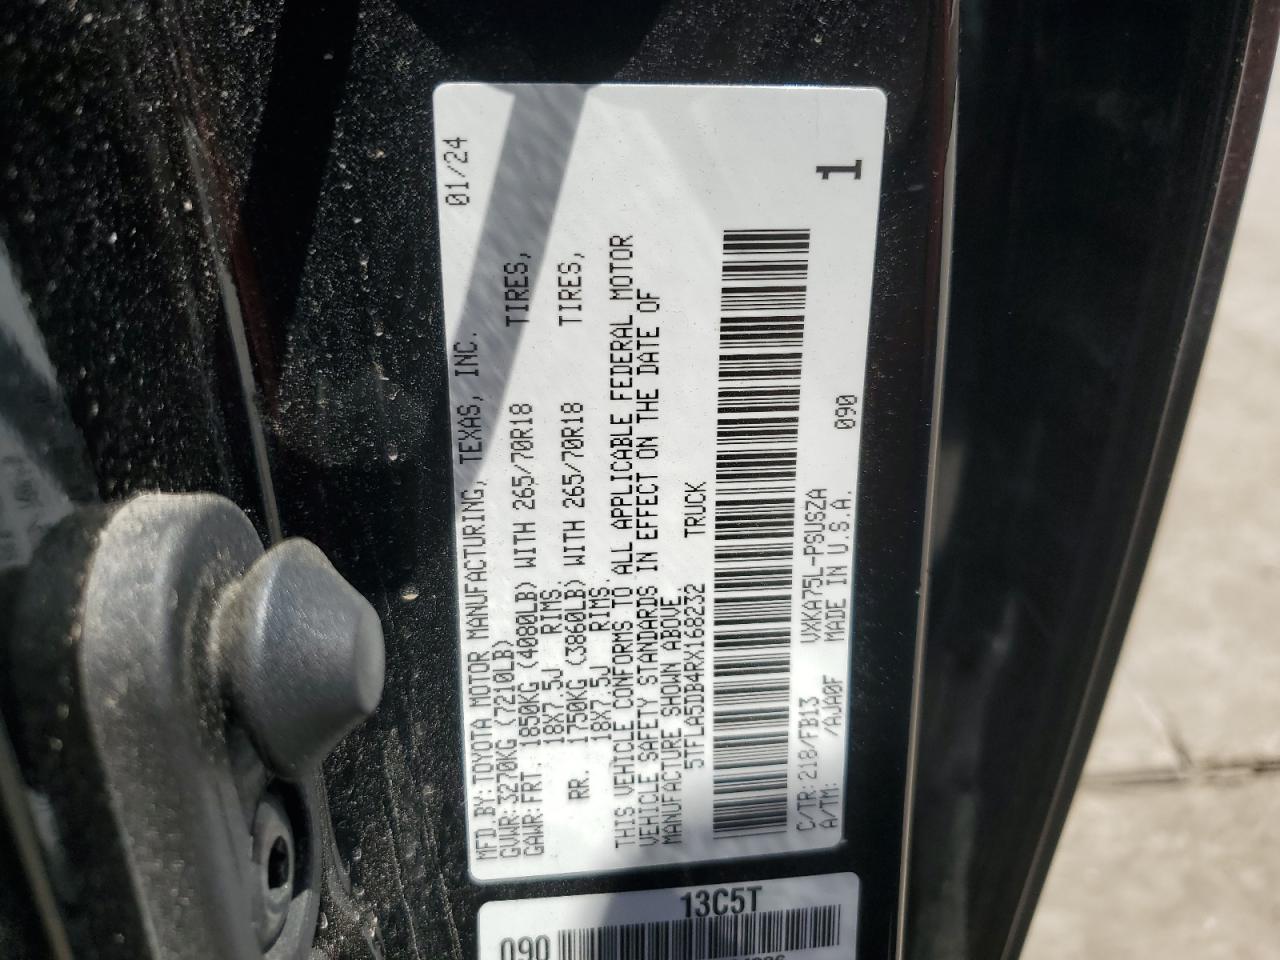 MFD.BY:TOYOTA MOTOR MANUFACTURING, TEXAS, INC. 01/24
GVWR:3270KG (7210LB)
GAWR:FRT. 1850KG (4080LB) WITH 265/70R18 TIRES,
18X7.5J RIMS.
RR. 1750KG (3860LB) WITH 265/70R18 TIRES,
18X7.5J RIMS.
THIS VEHICLE CONFORMS TO ALL APPLICABLE FEDERAL MOTOR
VEHICLE SAFETY STANDARDS IN EFFECT ON THE DATE OF
MANUFACTURE SHOWN ABOVE.
5TFLA5DB4RX168232 TRUCK
C/TR:218/FB13 VXKA75L-PSUSZA
A/TM: /AJA0F MADE IN U.S.A. 090
1
13C5T
090